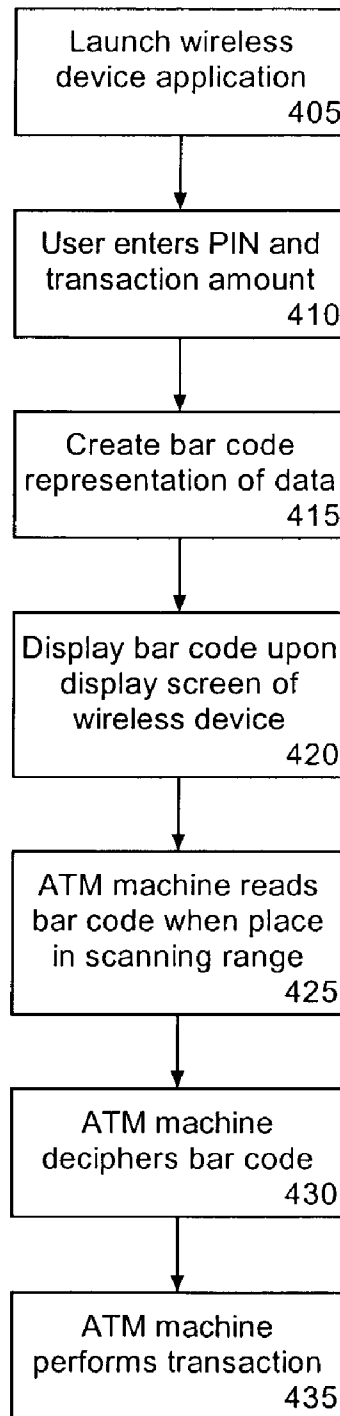 Launch wireless
device application
405
User enters PIN and
transaction amount
410
Create bar code
representation of data
415
Display bar code upon
display screen of
wireless device
420
ATM machine reads
bar code when place
in scanning range
425
ATM machine
deciphers bar code
430
ATM machine
performs transaction
435